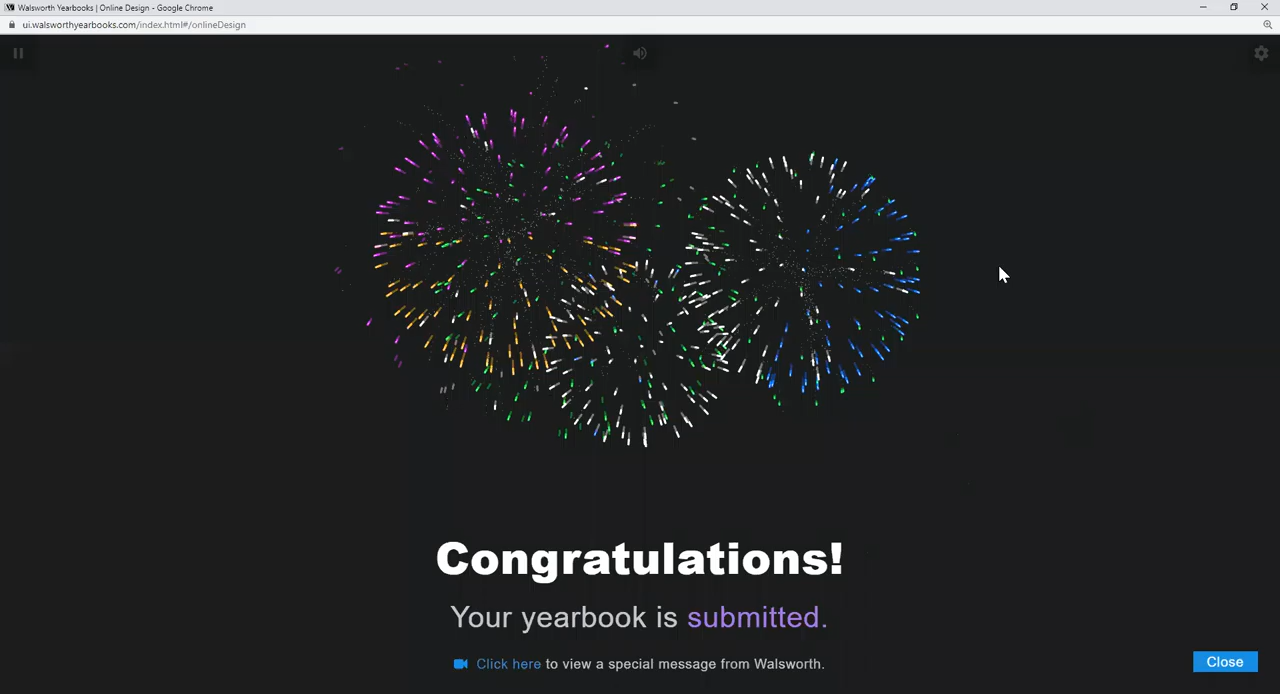 Walsworth Yearbooks | Online Design - Google Chrome
ui.walsworthyearbooks.com/index.html#/onlineDesign
Congratulations!
Your yearbook is submitted.
Click here to view a special message from Walsworth.
Close